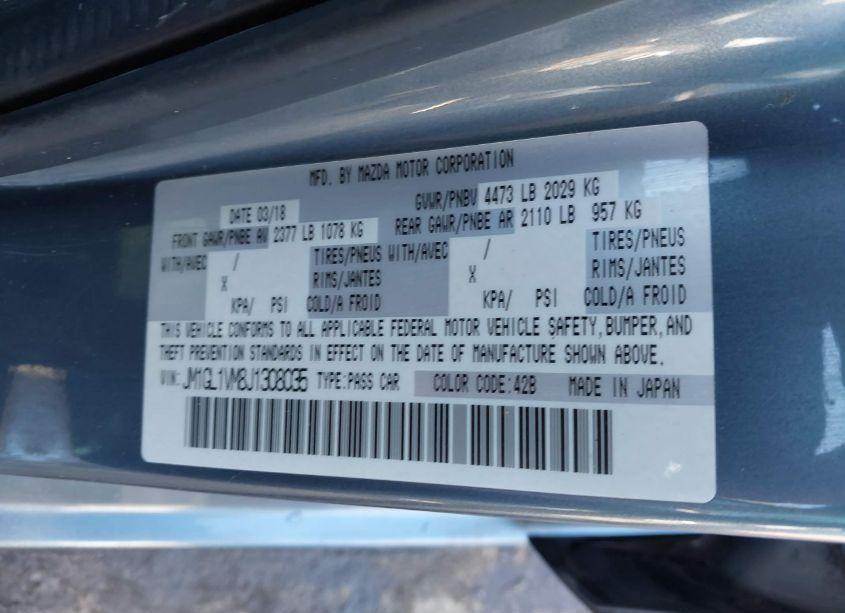 MFD. BY MAZDA MOTOR CORPORATION
DATE 03/18 GVWR/PNBV 4473 LB 2029 KG
FRONT GAWR/PNBE AV 2377 LB 1078 KG REAR GAWR/PNBE AR 2110 LB 957 KG
WITH/AVEC / TIRES/PNEUS WITH/AVEC / TIRES/PNEUS
X RIMS/JANTES X RIMS/JANTES
KPA/ PSI COLD/A FROID KPA/ PSI COLD/A FROID
THIS VEHICLE CONFORMS TO ALL APPLICABLE FEDERAL MOTOR VEHICLE SAFETY, BUMPER, AND
THEFT PREVENTION STANDARDS IN EFFECT ON THE DATE OF MANUFACTURE SHOWN ABOVE.
VIN: JM1GL1VM8J1308035 TYPE:PASS CAR COLOR CODE:42B MADE IN JAPAN